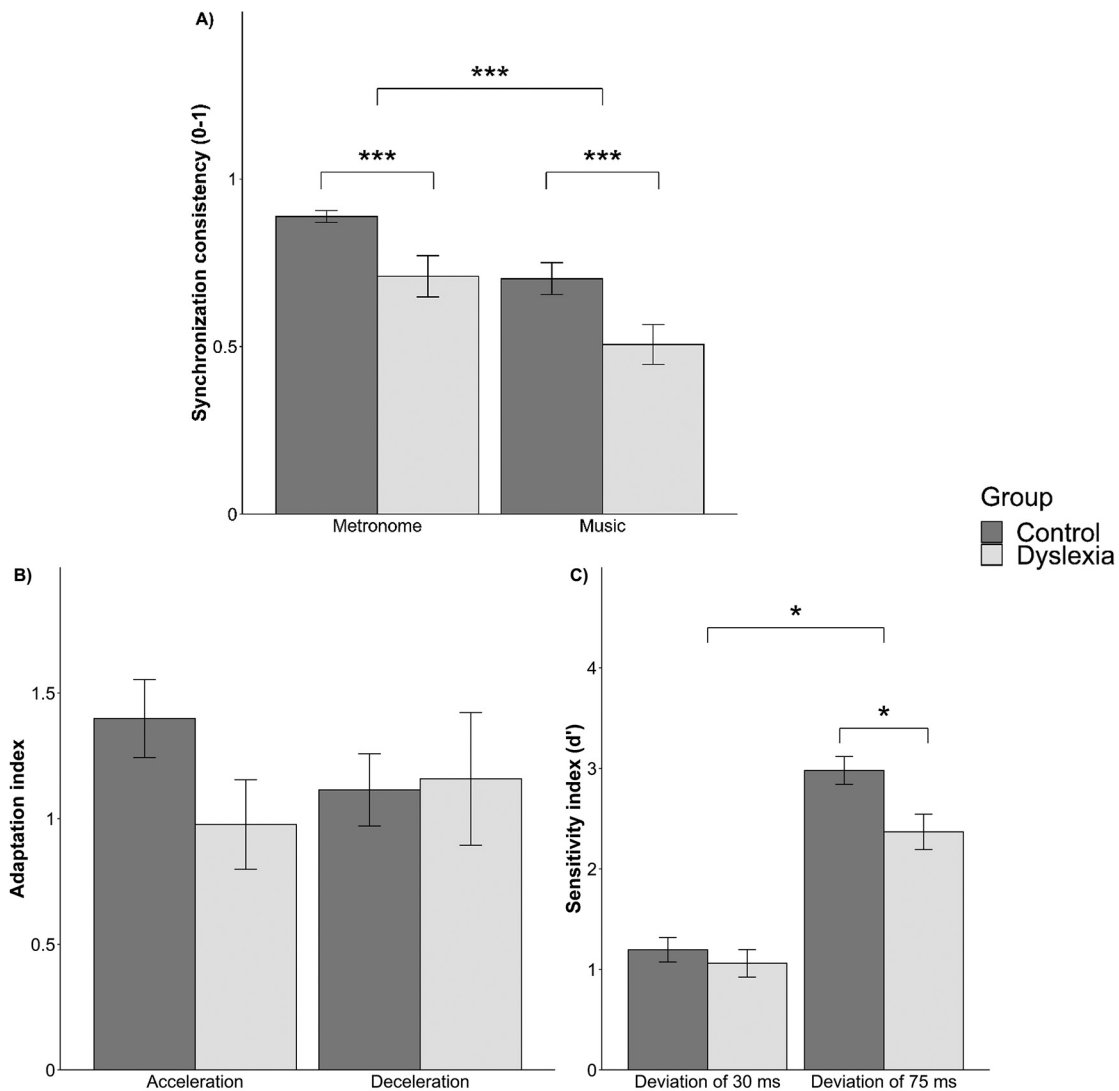 A)
Synchronization consistency (0-1)
1
0.5
0
***
***
***
Metronome
Music
Group
Control
Dyslexia
B)
Adaptation index
1.5
1
0.5
0
Acceleration
Deceleration
C)
Sensitivity index (d')
4
3
2
1
0
*
*
Deviation of 30 ms
Deviation of 75 ms